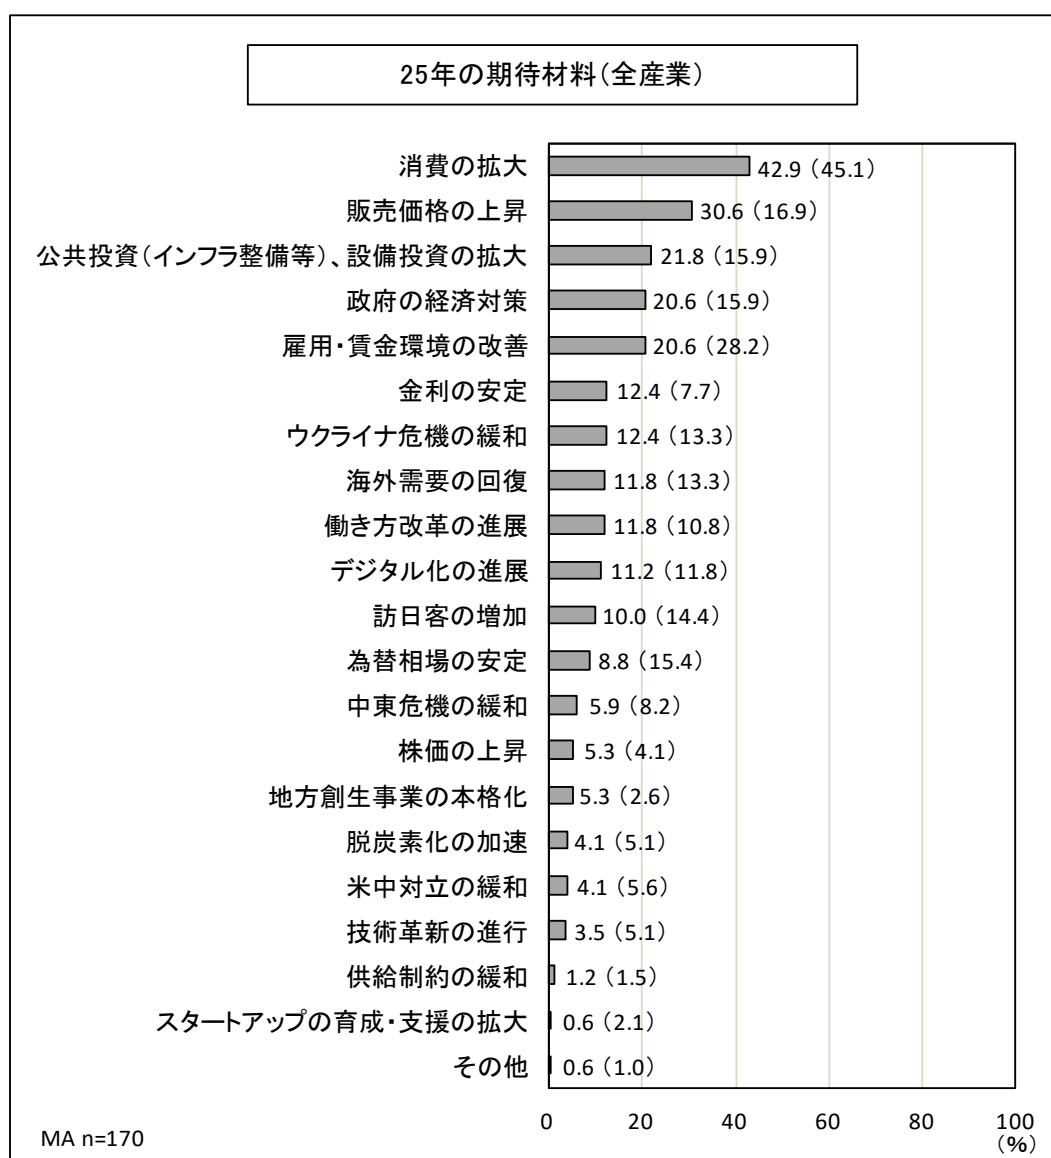 25年の期待材料（全産業）
消費の拡大 42.9（45.1）
販売価格の上昇 30.6（16.9）
公共投資（インフラ整備等）、設備投資の拡大 21.8（15.9）
政府の経済対策 20.6（15.9）
雇用・賃金環境の改善 20.6（28.2）
金利の安定 12.4（7.7）
ウクライナ危機の緩和 12.4（13.3）
海外需要の回復 11.8（13.3）
働き方改革の進展 11.8（10.8）
デジタル化の進展 11.2（11.8）
訪日客の増加 10.0（14.4）
為替相場の安定 8.8（15.4）
中東危機の緩和 5.9（8.2）
株価の上昇 5.3（4.1）
地方創生事業の本格化 5.3（2.6）
脱炭素化の加速 4.1（5.1）
米中対立の緩和 4.1（5.6）
技術革新の進行 3.5（5.1）
供給制約の緩和 1.2（1.5）
スタートアップの育成・支援の拡大 0.6（2.1）
その他 0.6（1.0）
0 20 40 60 80 100
（%）
MA n=170